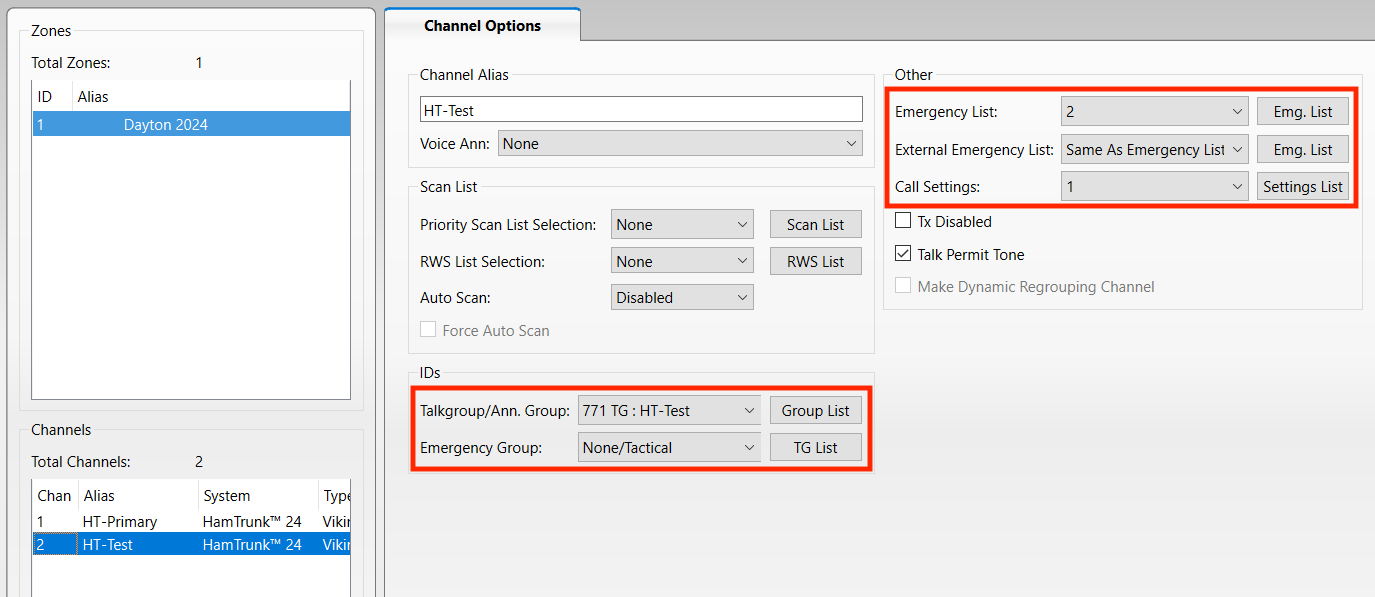 Zones
Total Zones: 1
ID Alias
1 Dayton 2024
Channels
Total Channels: 2
Chan Alias System Type
1 HT-Primary HamTrunk™ 24
2 HT-Test HamTrunk™ 24
Channel Options
Channel Alias
HT-Test
Voice Ann: None
Scan List
Priority Scan List Selection: None Scan List
RWS List Selection: None RWS List
Auto Scan: Disabled
Force Auto Scan
IDs
Talkgroup/Ann. Group: 771 TG : HT-Test Group List
Emergency Group: None/Tactical TG List
Other
Emergency List: 2 Emg. List
External Emergency List: Same As Emergency List Emg. List
Call Settings: 1 Settings List
Tx Disabled
Talk Permit Tone
Make Dynamic Regrouping Channel